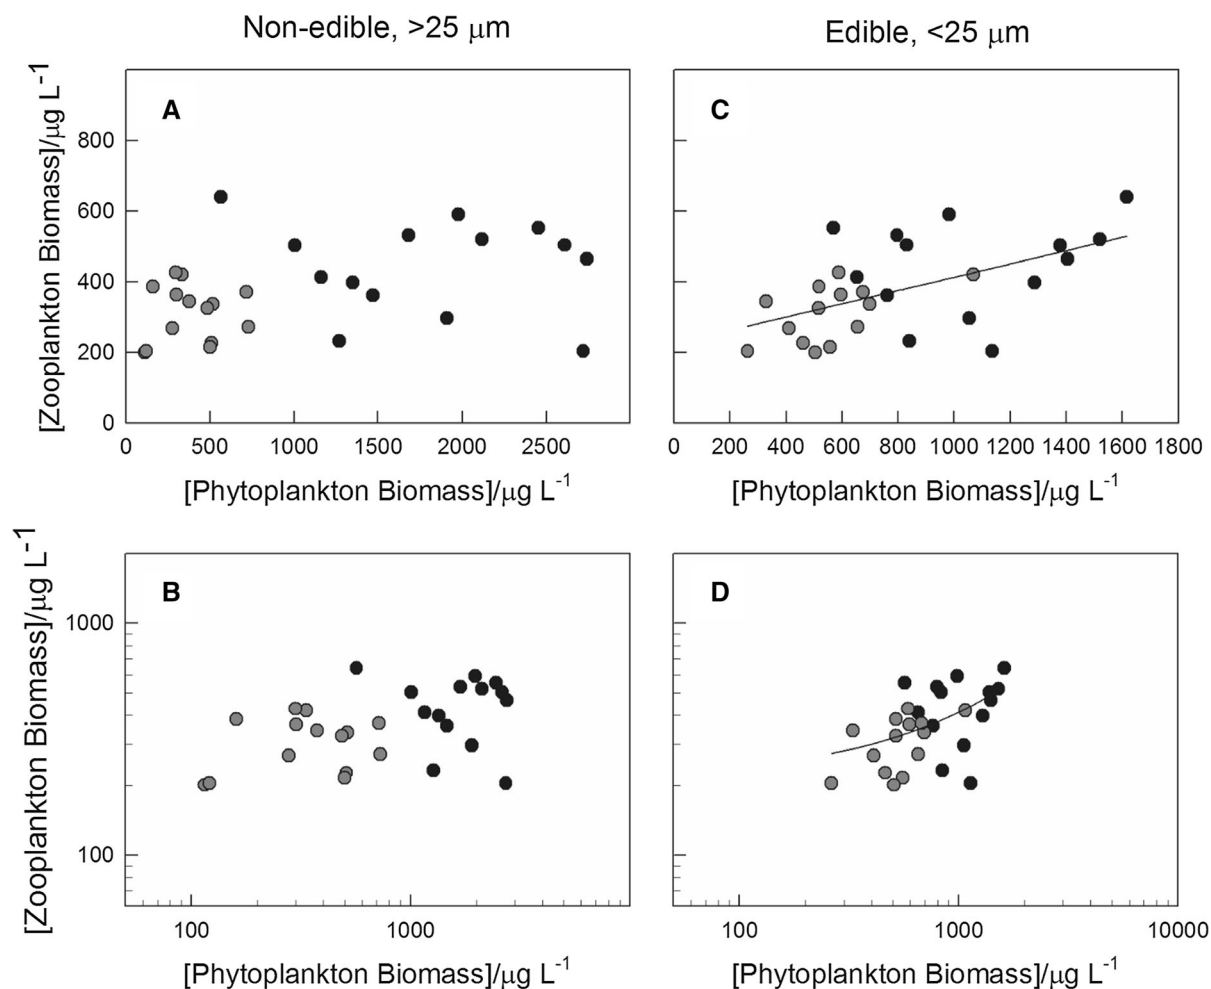 Non-edible, >25 μm
Edible, <25 μm
[Zooplankton Biomass]/μg L-1
A
800
600
400
200
0
0 500 1000 1500 2000 2500
[Phytoplankton Biomass]/μg L-1
C
0 200 400 600 800 1000 1200 1400 1600 1800
[Phytoplankton Biomass]/μg L-1
[Zooplankton Biomass]/μg L-1
B
1000
100
100 1000
[Phytoplankton Biomass]/μg L-1
D
100 1000 10000
[Phytoplankton Biomass]/μg L-1